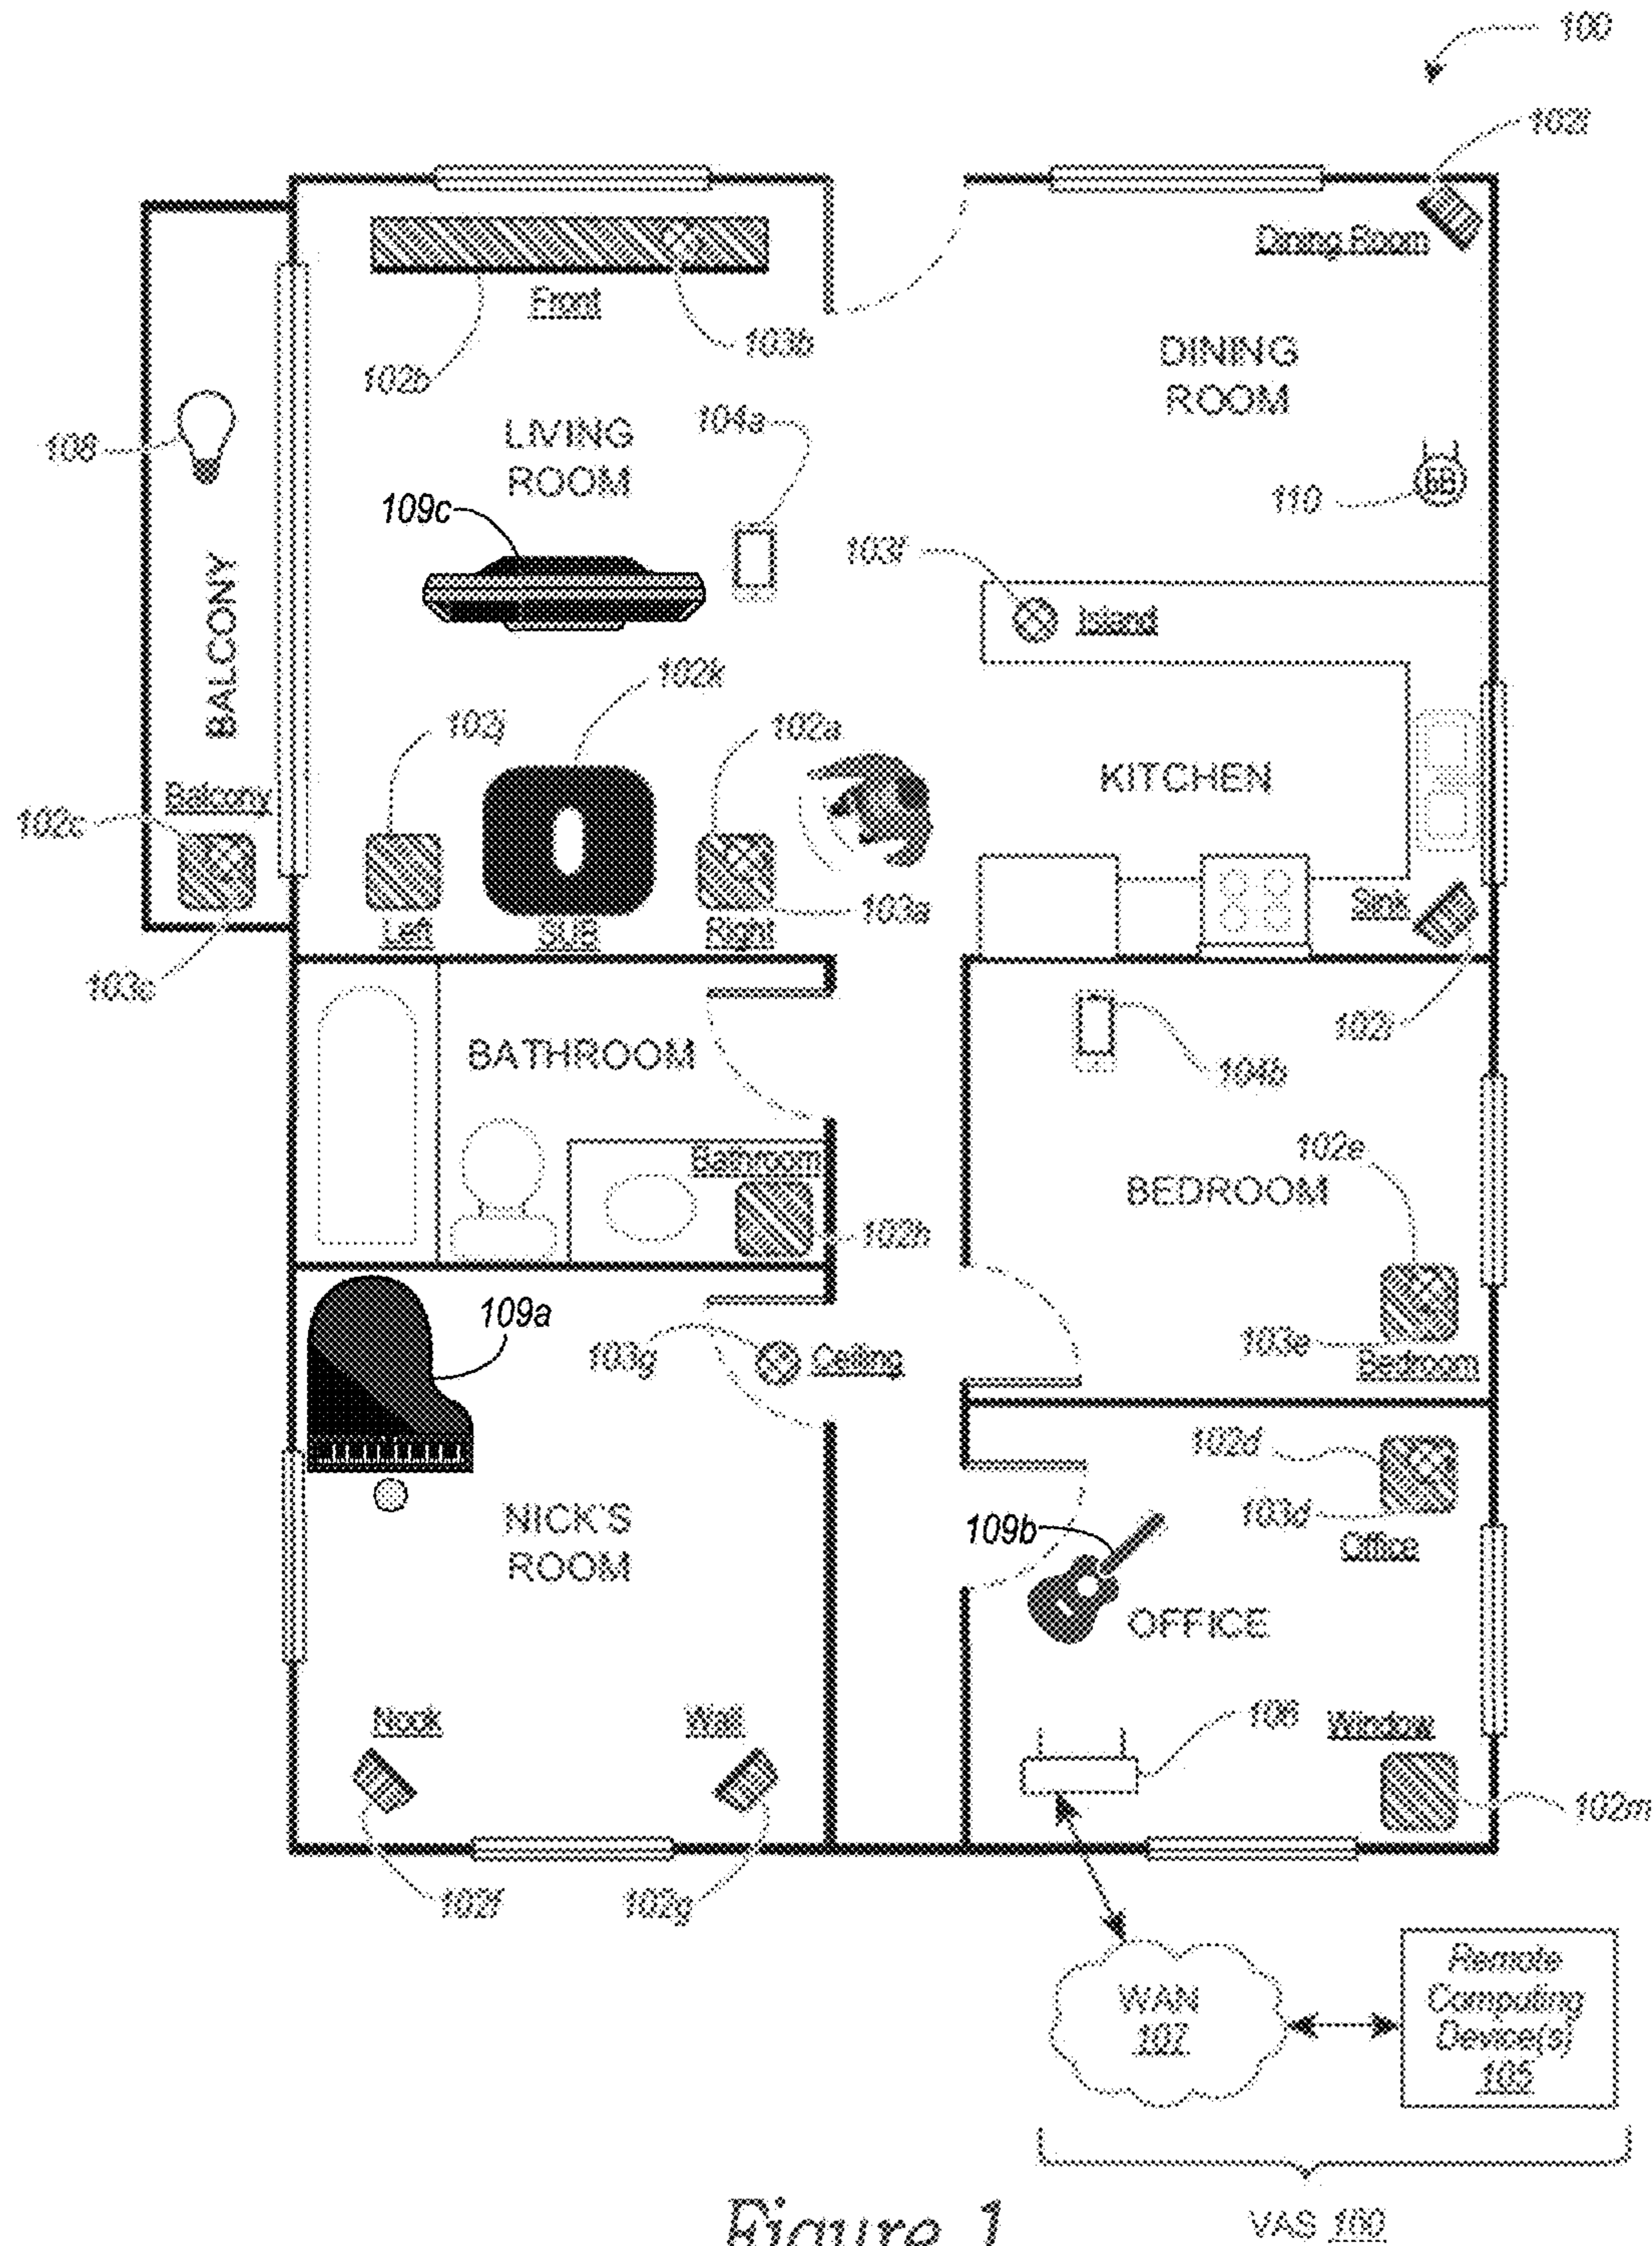 100
Dining Room
Front
103b
102b
DINING
ROOM
104a
LIVING
ROOM
108
110
109c
103f
Island
BALCONY
102k
102j
102a
KITCHEN
Balcony
102c
103a
Sink
Left
SUB
Right
103c
102i
BATHROOM
104b
102e
Bathroom
BEDROOM
102h
109a
103e
103g
Ceiling
Bedroom
102d
103d
NICK'S
ROOM
109b
Office
OFFICE
Nook
Wall
106
Window
102m
102f
102g
WAN
107
Remote
Computing
Device(s)
105
Figure 1
VAS